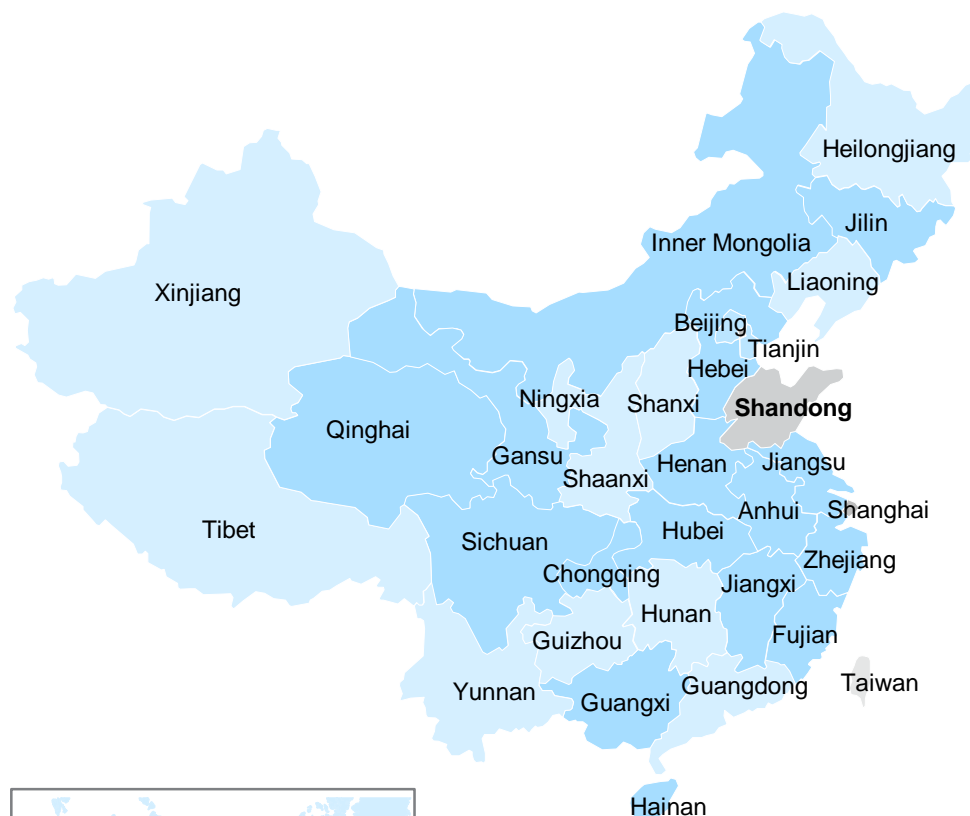 Heilongjiang
Jilin
Inner Mongolia
Liaoning
Xinjiang
Beijing
Tianjin
Hebei
Ningxia
Shanxi
Shandong
Qinghai
Gansu
Henan
Jiangsu
Shaanxi
Anhui
Shanghai
Tibet
Hubei
Sichuan
Zhejiang
Chongqing
Jiangxi
Hunan
Fujian
Guizhou
Taiwan
Guangdong
Yunnan
Guangxi
Hainan